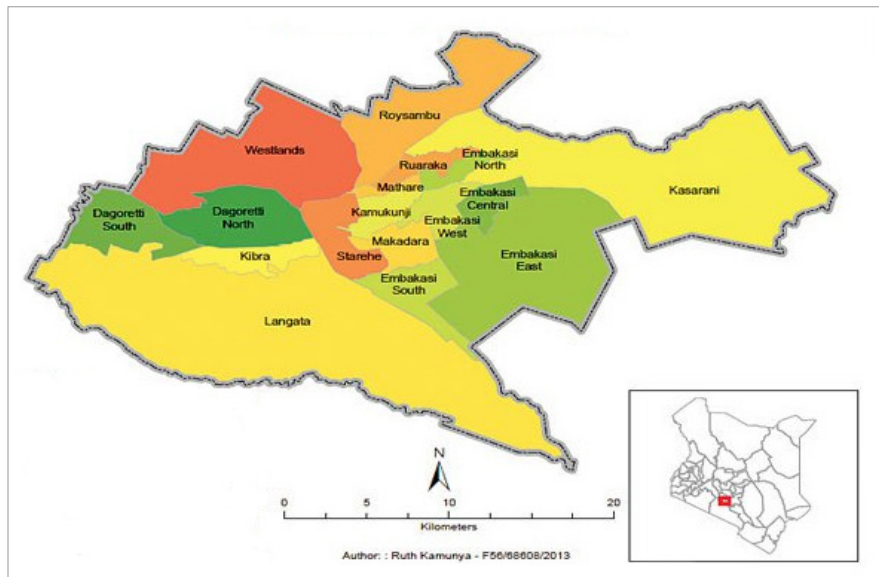 Roysambu
Westlands
Ruaraka
Embakasi
North
Mathare
Kasarani
Dagoretti
South
Dagoretti
North
Kamukunji
Embakasi
Central
Embakasi
West
Makadara
Kibra
Starehe
Embakasi
East
Embakasi
South
Langata
N
0 5 10 20
Kilometers
Author: : Ruth Kamunya - F56/68608/2013